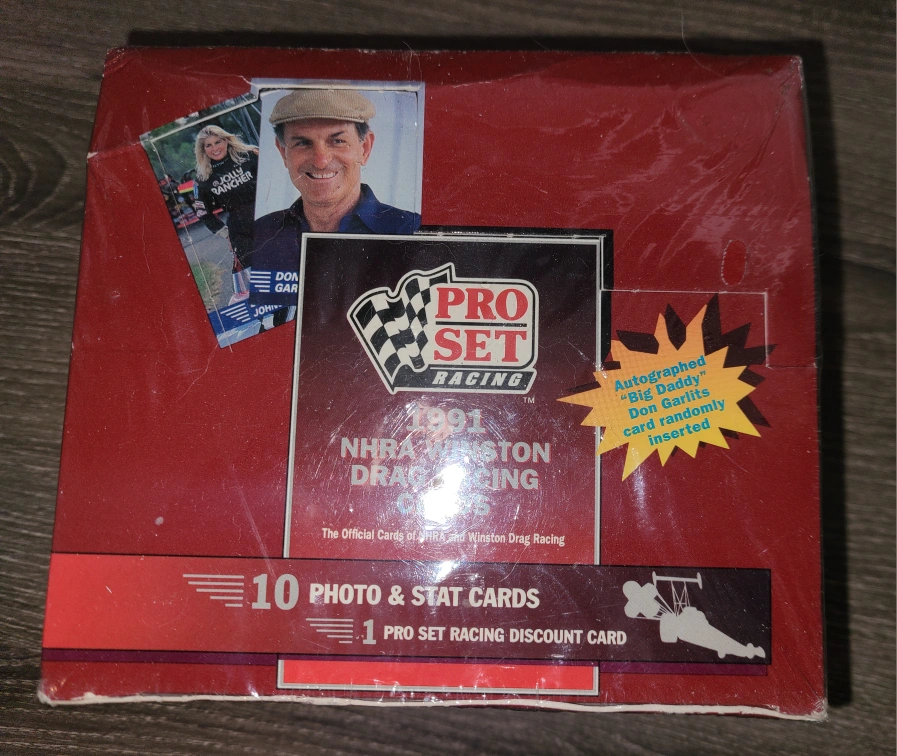 JOLLY
RANCHER
DON
GAR
JOHN
PRO
SET
RACING
TM
1991
NHRA WINSTON
DRAG RACING
CARDS
The Official Cards of NHRA and Winston Drag Racing
Autographed
"Big Daddy"
Don Garlits
card randomly
inserted
10 PHOTO & STAT CARDS
1 PRO SET RACING DISCOUNT CARD